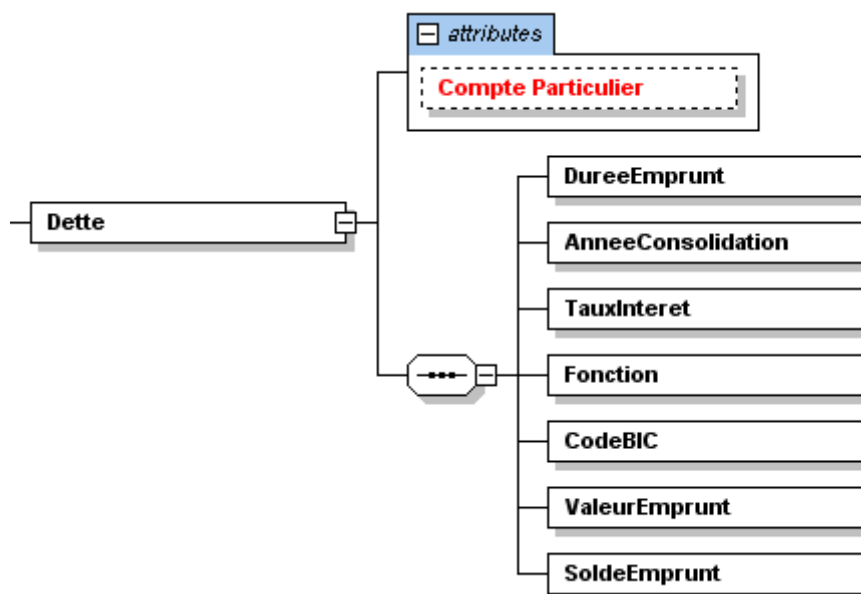 attributes
Compte Particulier
Dette
DureeEmprunt
AnneeConsolidation
TauxInteret
Fonction
CodeBIC
ValeurEmprunt
SoldeEmprunt